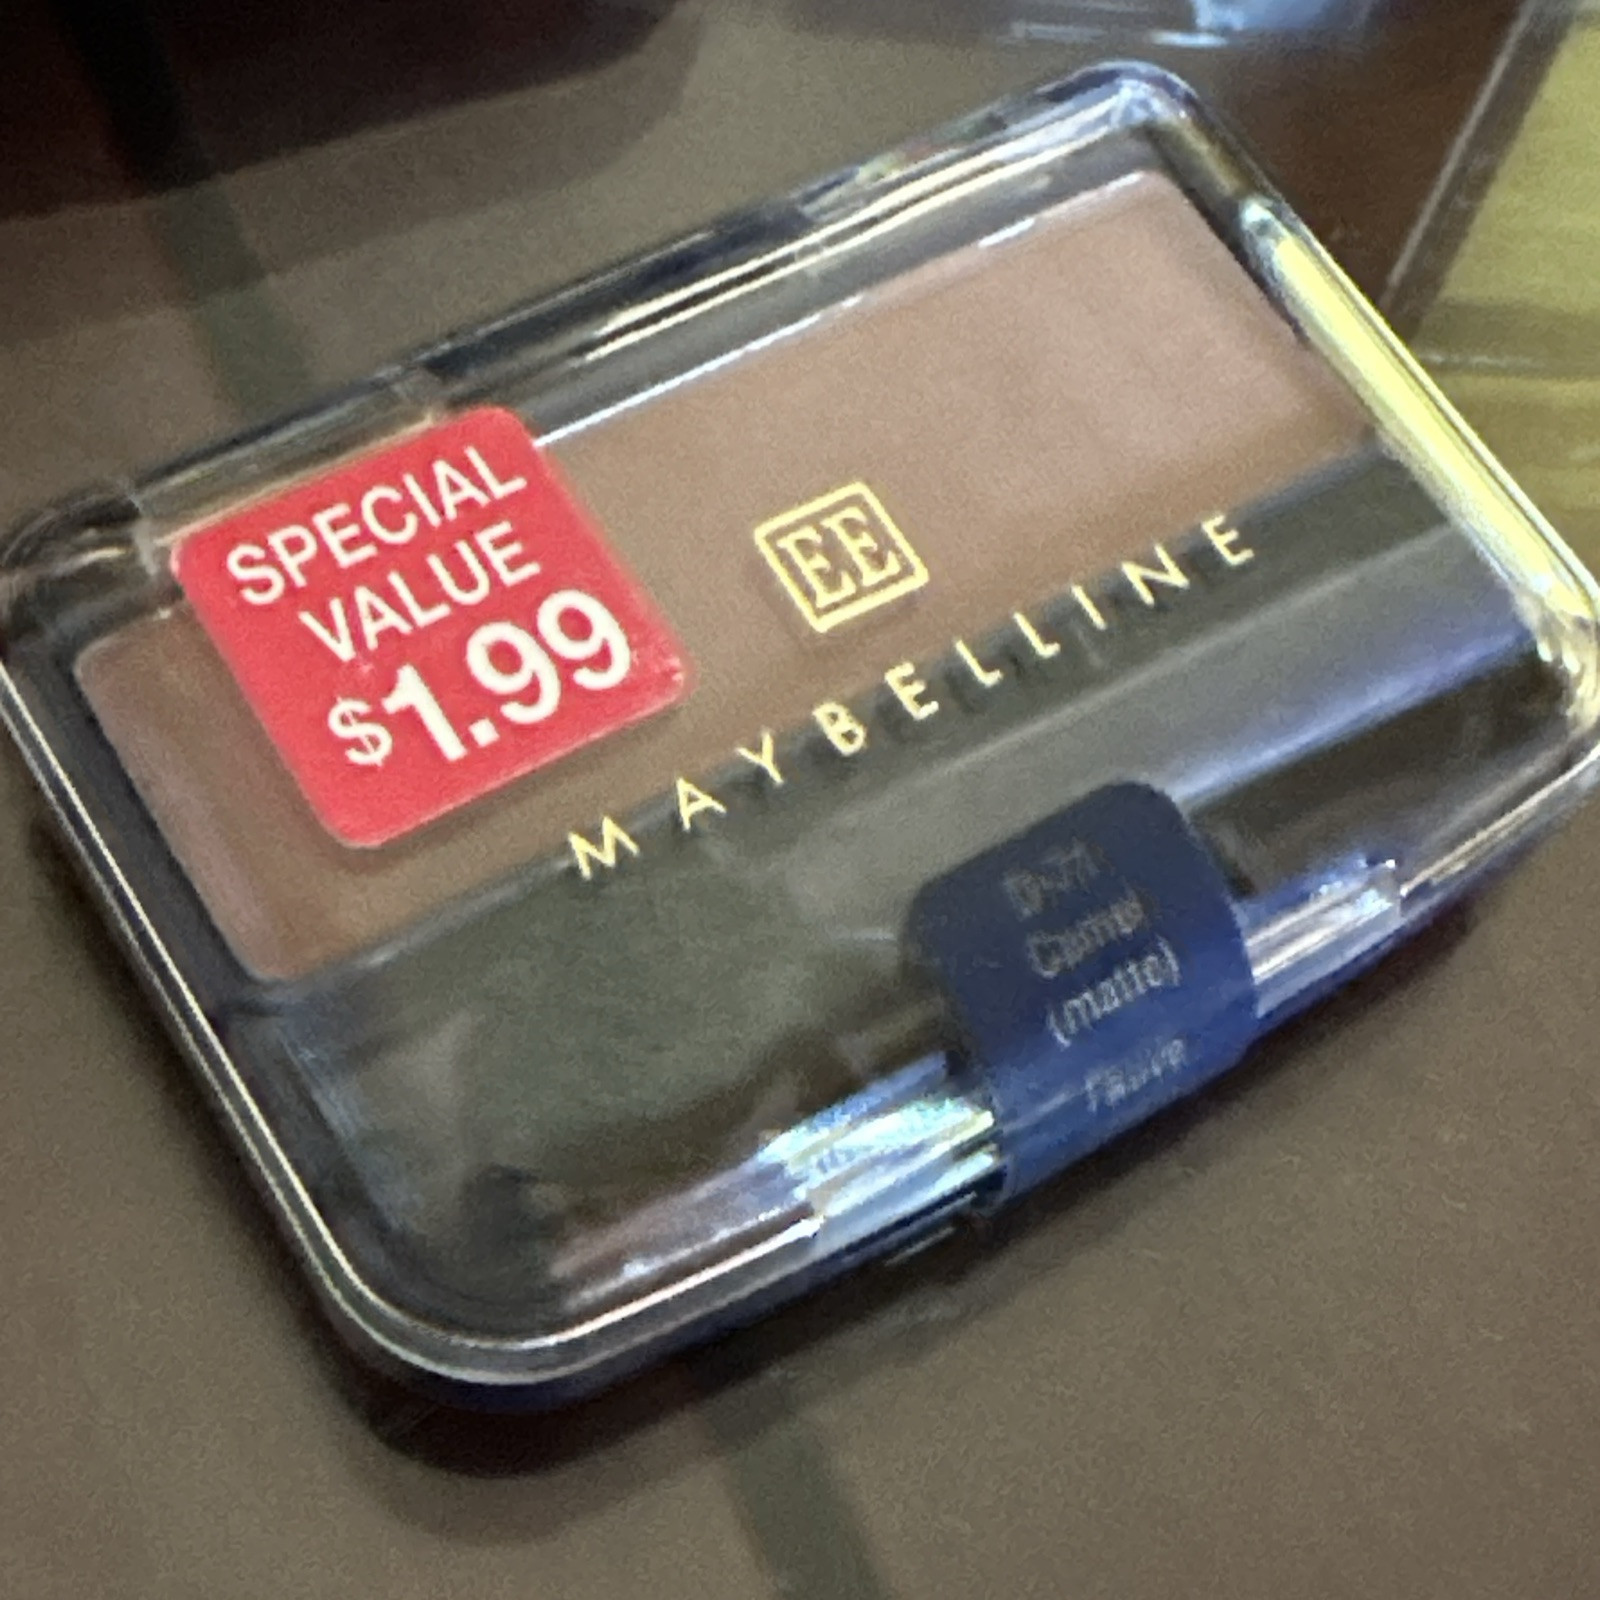 SPECIAL
VALUE
$1.99
EE
MAYBELLINE
(matte)